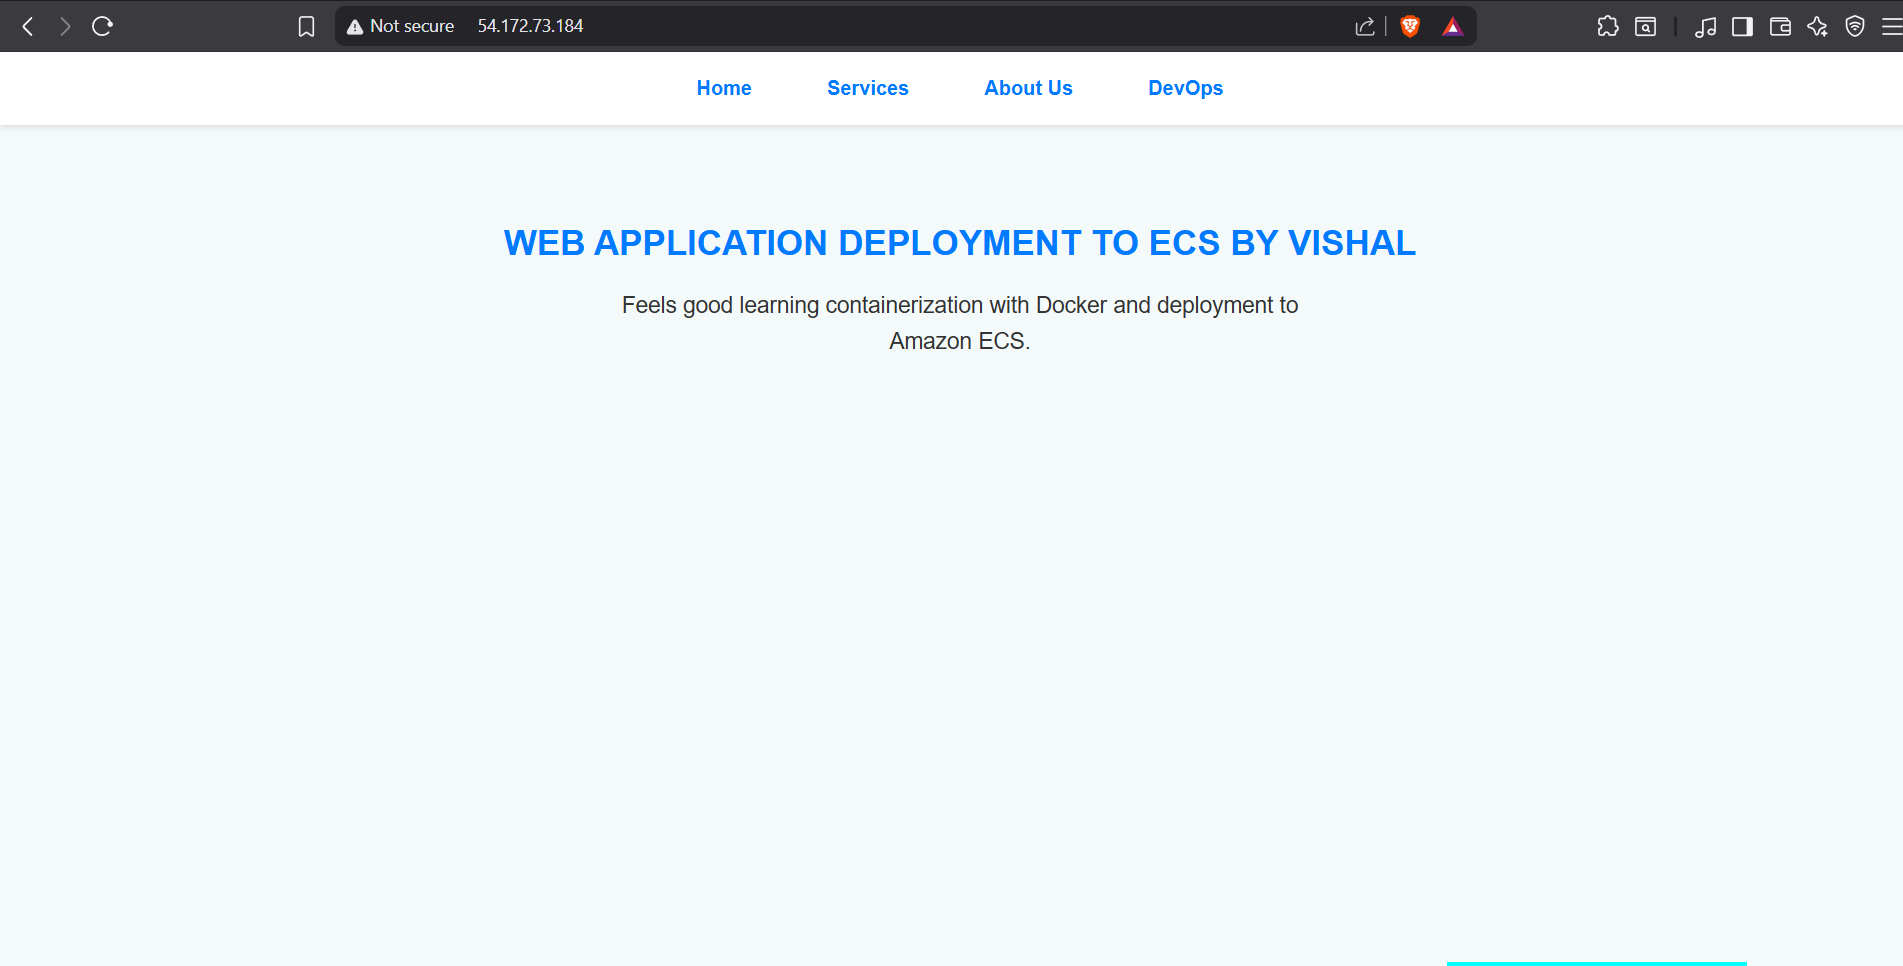 Not secure 54.172.73.184
Home Services About Us DevOps
WEB APPLICATION DEPLOYMENT TO ECS BY VISHAL
Feels good learning containerization with Docker and deployment to
Amazon ECS.